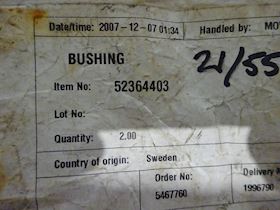 Date/time: 2007-12-07 01:34 Handled by: MO
BUSHING 21/55
Item No: 52364403
Lot No:
Quantity: 2.00
Country of origin: Sweden
Order No: Delivery N
5467760 1996790